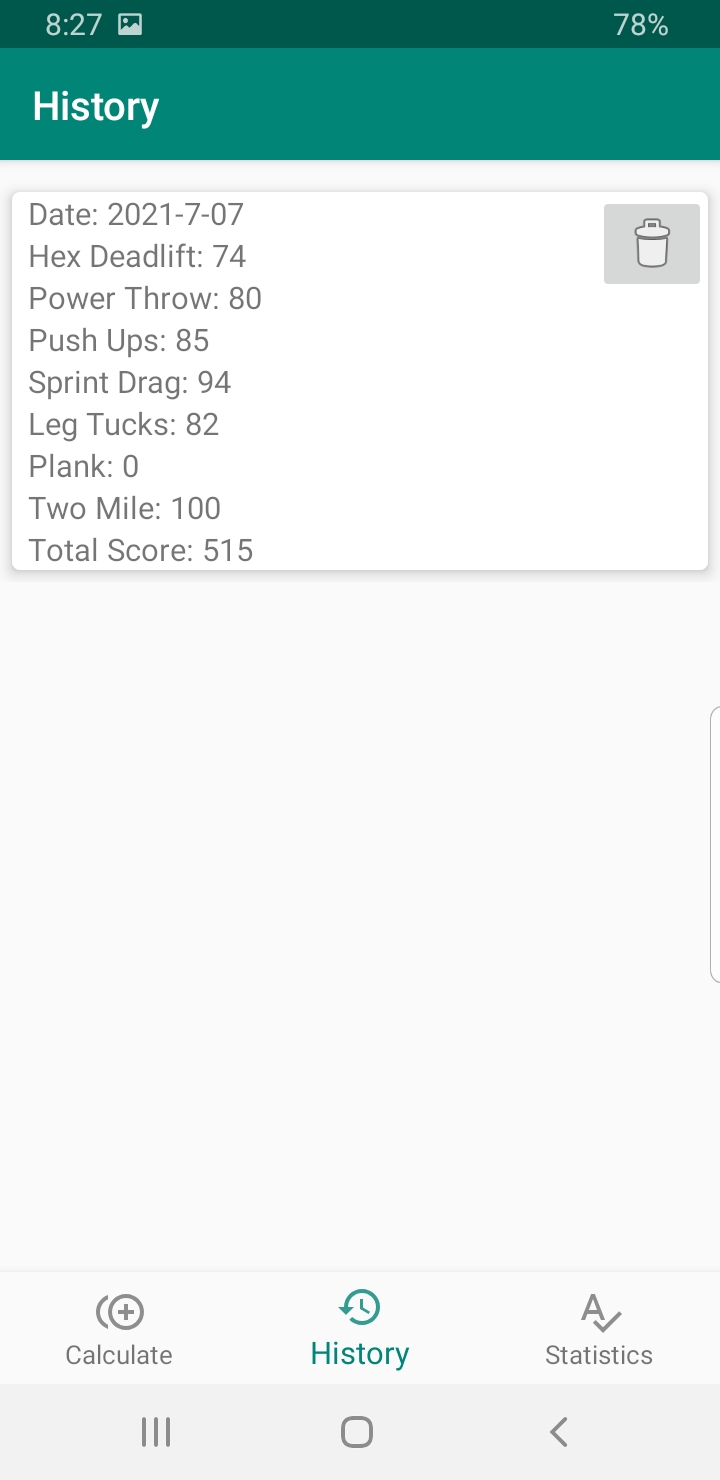 8:27 78%
History
Date: 2021-7-07
Hex Deadlift: 74
Power Throw: 80
Push Ups: 85
Sprint Drag: 94
Leg Tucks: 82
Plank: 0
Two Mile: 100
Total Score: 515
Calculate History Statistics